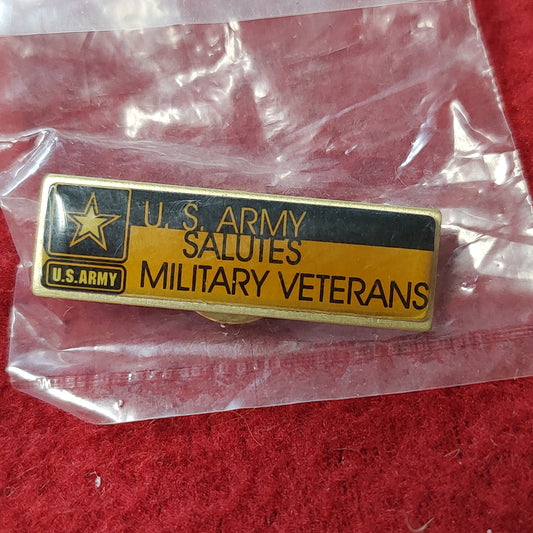 U. S. ARMY
SALUTES
MILITARY VETERANS
U.S.ARMY